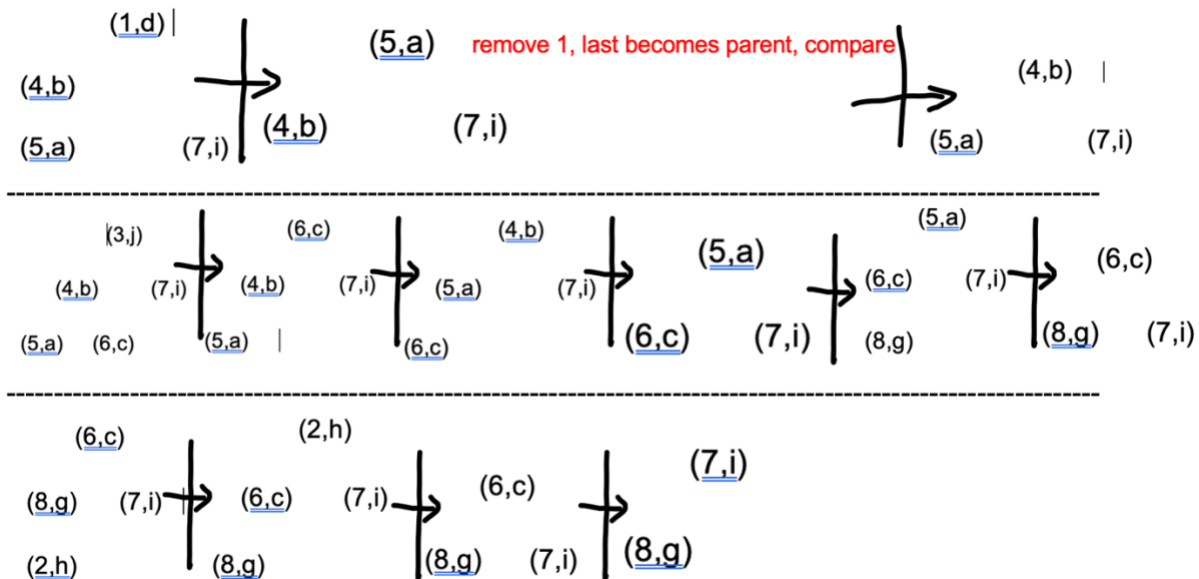 (1,d)
(5,a) remove 1, last becomes parent, compare
(4,b) (4,b)
(4,b) (7,i)
(5,a) (7,i) (5,a) (7,i)
(5,a)
(3,j) (6,c) (4,b) (5,a) (6,c)
(4,b) (7,i) (4,b) (7,i) (5,a) (7,i) (6,c) (7,i)
(5,a) (6,c) (5,a) (6,c) (6,c) (7,i) (8,g) (8,g) (7,i)
(6,c) (2,h) (7,i)
(8,g) (7,i) (6,c) (7,i) (6,c)
(2,h) (8,g) (8,g) (7,i) (8,g)